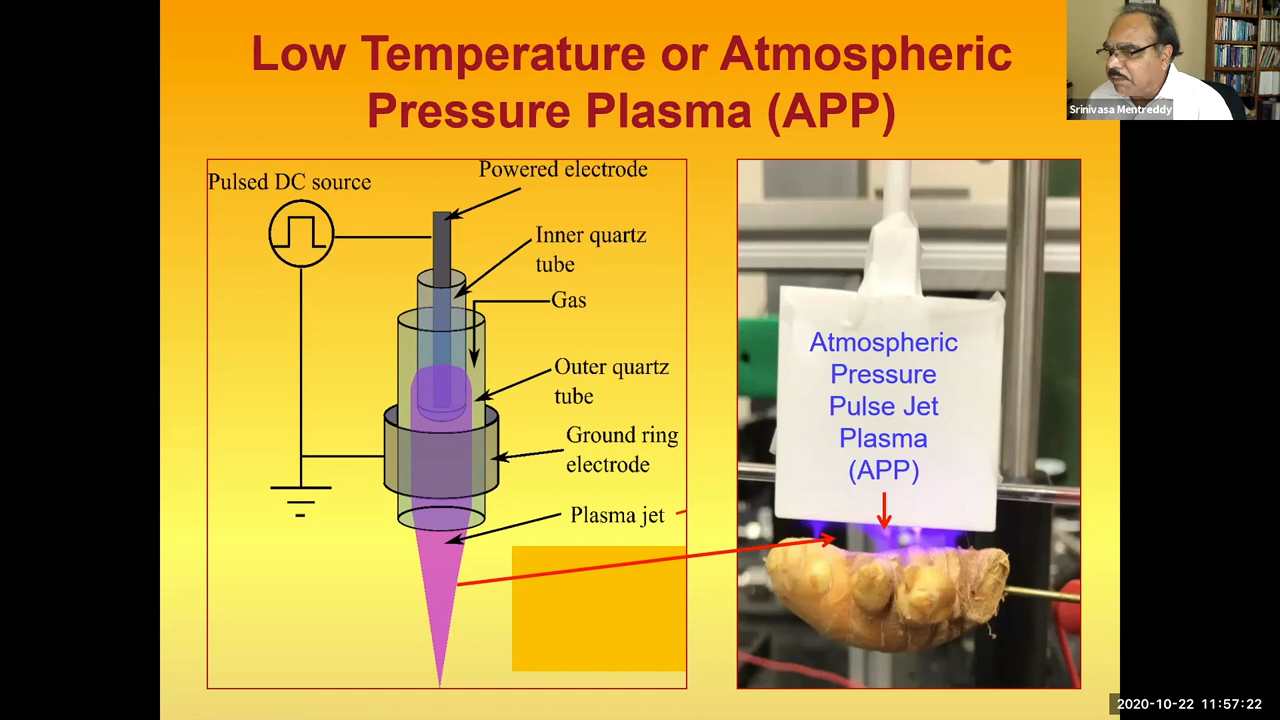 Low Temperature or Atmospheric
Pressure Plasma (APP)
Srinivasa Mentreddy
Pulsed DC source
Powered electrode
Inner quartz
tube
Gas
Outer quartz
tube
Ground ring
electrode
Plasma jet
Atmospheric
Pressure
Pulse Jet
Plasma
(APP)
2020-10-22 11:57:22